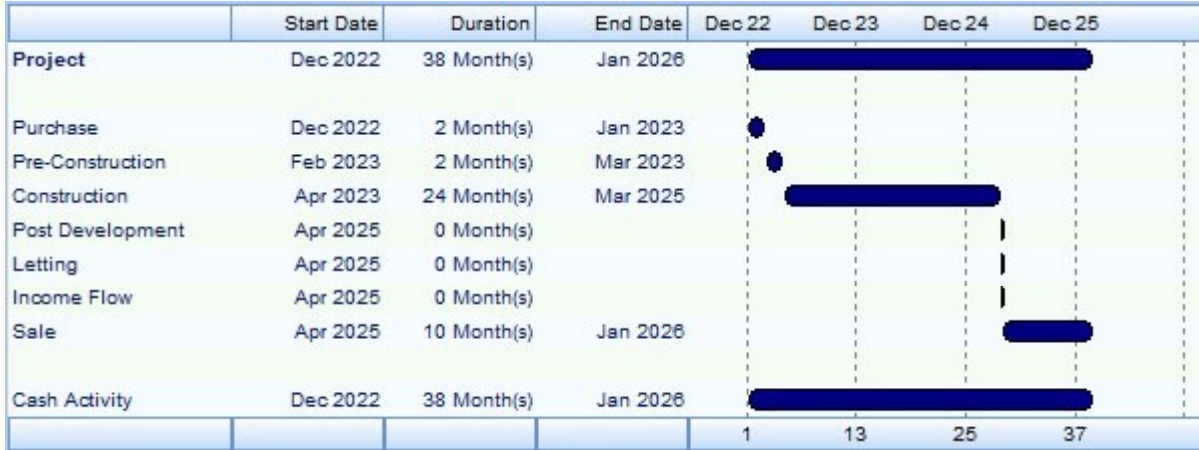 Start Date Duration End Date Dec 22 Dec 23 Dec 24 Dec 25
Project Dec 2022 38 Month(s) Jan 2026
Purchase Dec 2022 2 Month(s) Jan 2023
Pre-Construction Feb 2023 2 Month(s) Mar 2023
Construction Apr 2023 24 Month(s) Mar 2025
Post Development Apr 2025 0 Month(s)
Letting Apr 2025 0 Month(s)
Income Flow Apr 2025 0 Month(s)
Sale Apr 2025 10 Month(s) Jan 2026
Cash Activity Dec 2022 38 Month(s) Jan 2026
1 13 25 37